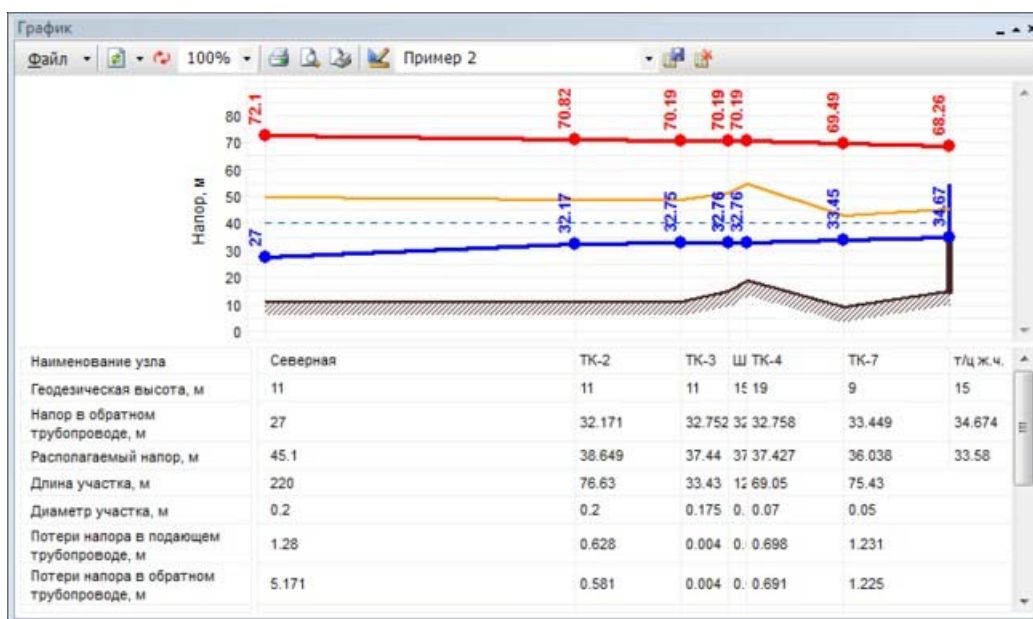 График
Файл 100% Пример 2
72.1 70.82 70.19 70.19 70.19 69.49 68.26
80
70
60
50
40
30
20
10
0
Напор, м
27 32.17 32.75 32.76 32.76 33.45 34.67
Наименование узла Северная ТК-2 ТК-3 Ш ТК-4 ТК-7 т/ц ж.ч.
Геодезическая высота, м 11 11 11 15 19 9 15
Напор в обратном
трубопроводе, м 27 32.171 32.752 32 32.758 33.449 34.674
Располагаемый напор, м 45.1 38.649 37.44 37 37.427 36.038 33.58
Длина участка, м 220 76.63 33.43 12 69.05 75.43
Диаметр участка, м 0.2 0.2 0.175 0. 0.07 0.05
Потери напора в подающем
трубопроводе, м 1.28 0.628 0.004 0. 0.698 1.231
Потери напора в обратном
трубопроводе, м 5.171 0.581 0.004 0. 0.691 1.225